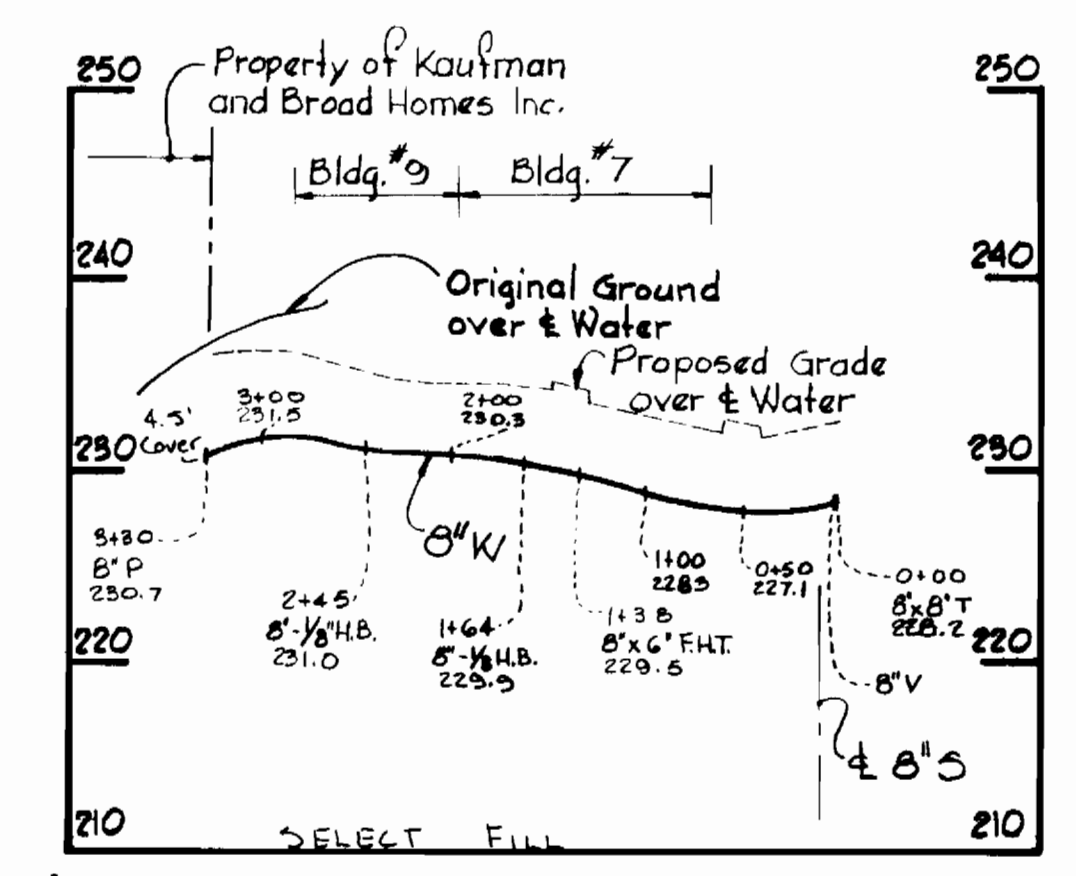 250
Property of Kaufman
and Broad Homes Inc.
250
Bldg. #9
Bldg. #7
240
240
Original Ground
over ℄ Water
Proposed Grade
over ℄ Water
3+00
231.5
2+00
230.3
4.5'
Cover
230
230
8"W
3+30
8"P
230.7
2+45
8"-1/8"H.B.
231.0
1+64
8"-1/8 H.B.
229.9
1+38
8"x6" F.H.T.
229.5
1+00
2283
0+50
227.1
0+00
8"x8"T
228.2
220
220
8"V
℄ 8"S
210
SELECT FILL
210